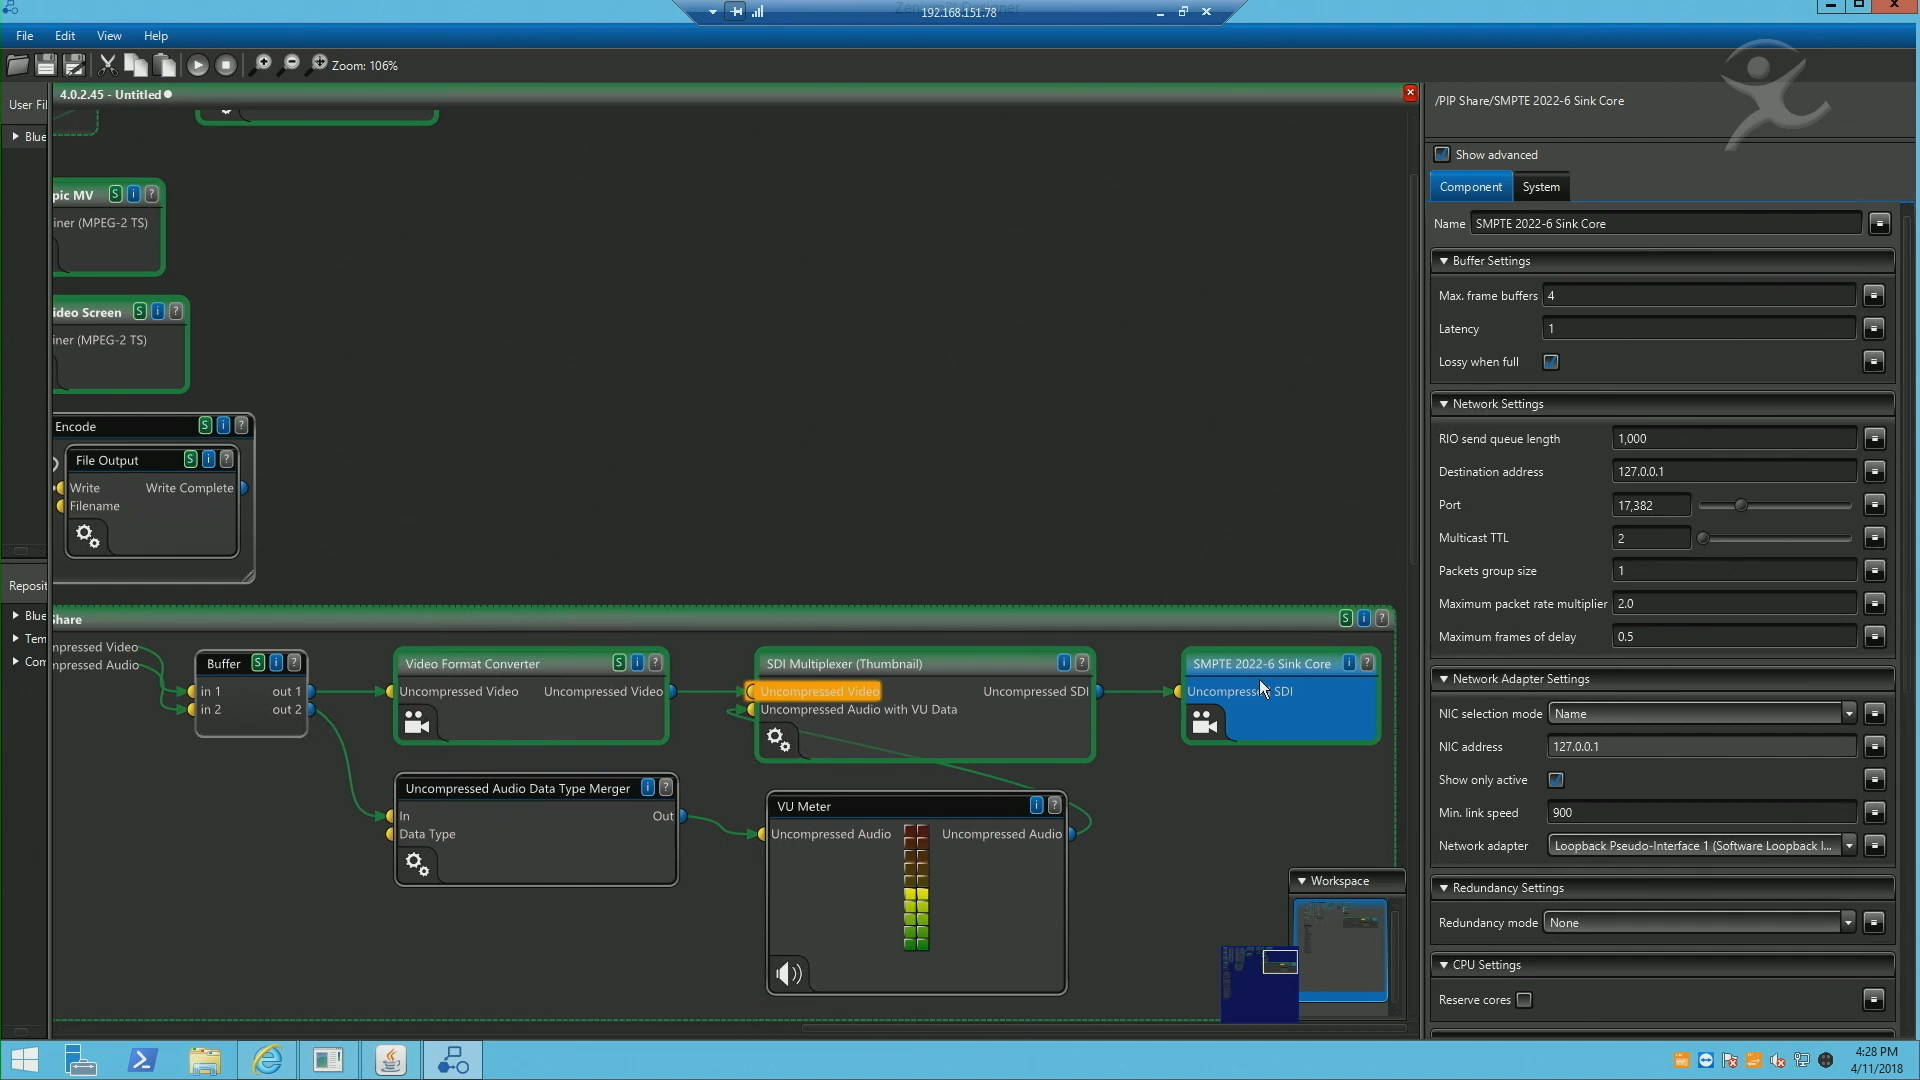 192.168.151.78
File Edit View Help
Zoom: 106%
User Fil
4.0.2.45 - Untitled
/PIP Share/SMPTE 2022-6 Sink Core
Blue
Show advanced
Component System
pic MV S i ?
iner (MPEG-2 TS)
Name SMPTE 2022-6 Sink Core
Buffer Settings
Max. frame buffers 4
Latency 1
Lossy when full
ideo Screen S i ?
iner (MPEG-2 TS)
Network Settings
RIO send queue length 1,000
Destination address 127.0.0.1
Port 17,382
Multicast TTL 2
Packets group size 1
Maximum packet rate multiplier 2.0
Maximum frames of delay 0.5
Encode S i ?
File Output S i ?
Write Write Complete
Filename
Reposit
Blue
Tem
Con
Share S i ?
pressed Video
pressed Audio
Buffer S i ?
in 1 out 1
in 2 out 2
Video Format Converter S i ?
Uncompressed Video Uncompressed Video
SDI Multiplexer (Thumbnail) i ?
Uncompressed Video Uncompressed SDI
Uncompressed Audio with VU Data
SMPTE 2022-6 Sink Core i ?
Uncompressed SDI
Uncompressed Audio Data Type Merger i ?
In Out
Data Type
VU Meter i ?
Uncompressed Audio Uncompressed Audio
Workspace
Network Adapter Settings
NIC selection mode Name
NIC address 127.0.0.1
Show only active
Min. link speed 900
Network adapter Loopback Pseudo-Interface 1 (Software Loopback I...
Redundancy Settings
Redundancy mode None
CPU Settings
Reserve cores
4:28 PM
4/11/2018